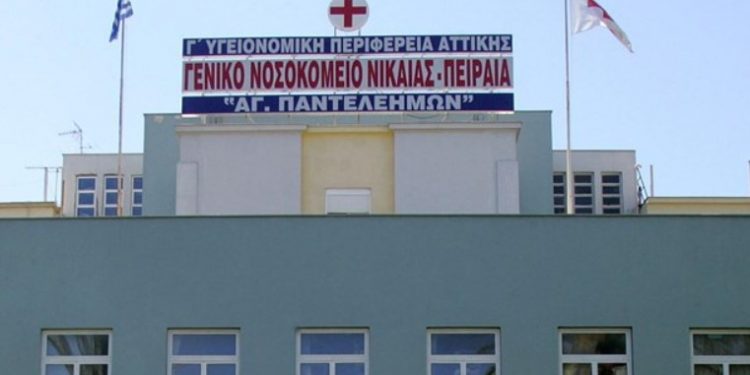 Γ΄ ΥΓΕΙΟΝΟΜΙΚΗ ΠΕΡΙΦΕΡΕΙΑ ΑΤΤΙΚΗΣ
ΓΕΝΙΚΟ ΝΟΣΟΚΟΜΕΙΟ ΝΙΚΑΙΑΣ - ΠΕΙΡΑΙΑ
"ΑΓ. ΠΑΝΤΕΛΕΗΜΩΝ"